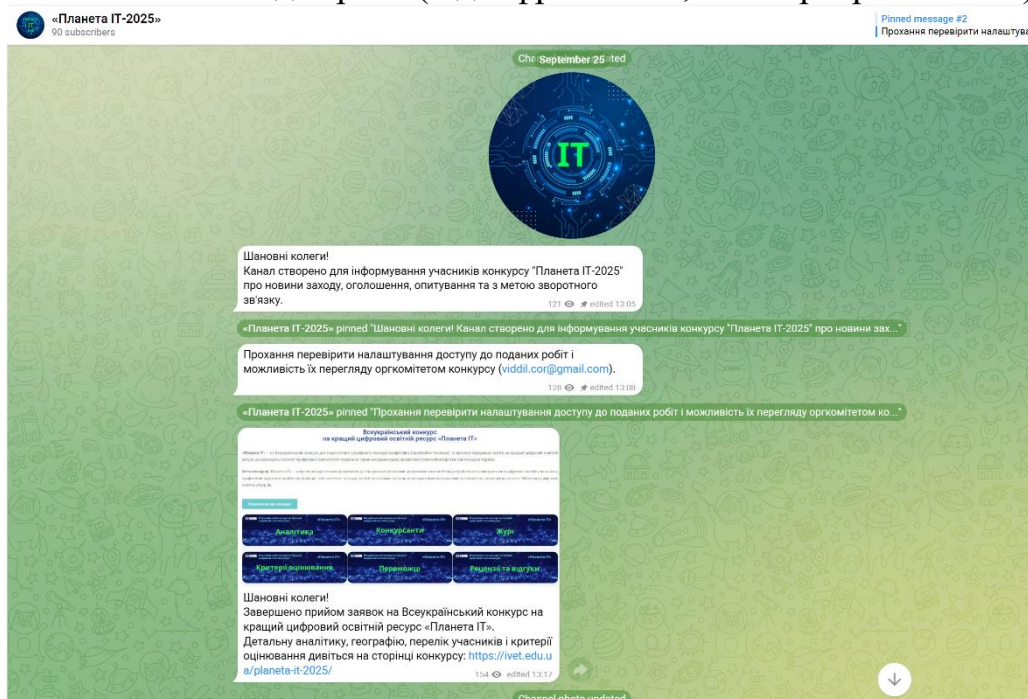 «Планета ІТ-2025»
90 subscribers
Pinned message #2
Прохання перевірити налаштува
September 25
ІТ
Шановні колеги!
Канал створено для інформування учасників конкурсу "Планета ІТ-2025"
про новини заходу, оголошення, опитування та з метою зворотного
зв'язку.
121 edited 13:05
«Планета ІТ-2025» pinned "Шановні колеги! Канал створено для інформування учасників конкурсу "Планета ІТ-2025" про новини зах..."
Прохання перевірити налаштування доступу до поданих робіт і
можливість їх перегляду оргкомітетом конкурсу (viddil.cor@gmail.com).
128 edited 13:08
«Планета ІТ-2025» pinned "Прохання перевірити налаштування доступу до поданих робіт і можливість їх перегляду оргкомітетом ко..."
Всеукраїнський конкурс
на кращий цифровий освітній ресурс «Планета ІТ»
Аналітика
Конкурсанти
Журі
Критерії оцінювання
Переможці
Рецензії та відгуки
Шановні колеги!
Завершено прийом заявок на Всеукраїнський конкурс на
кращий цифровий освітній ресурс «Планета ІТ».
Детальну аналітику, географію, перелік учасників і критерії
оцінювання дивіться на сторінці конкурсу: https://ivet.edu.u
a/planeta-it-2025/
154 edited 13:17
Channel photo updated